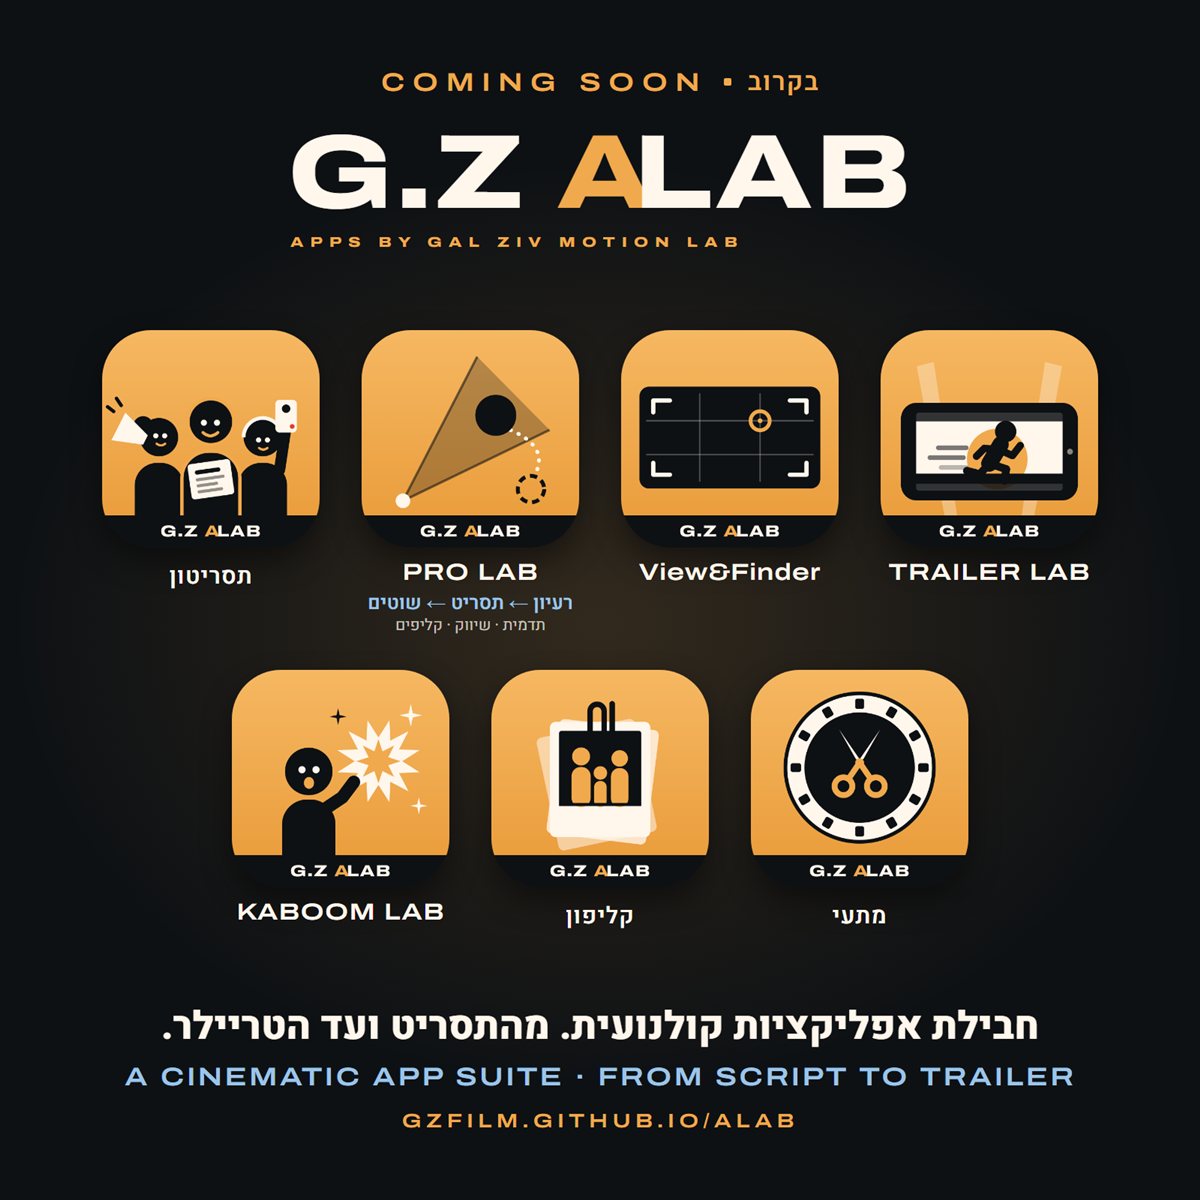 COMING SOON • בקרוב
G.Z ALAB
APPS BY GAL ZIV MOTION LAB
G.Z ALAB
G.Z ALAB
G.Z ALAB
G.Z ALAB
תסריטון
PRO LAB
View&Finder
TRAILER LAB
רעיון ← תסריט ← שוטים
תדמית · שיווק · קליפים
G.Z ALAB
G.Z ALAB
G.Z ALAB
KABOOM LAB
קליפון
מתעי
חבילת אפליקציות קולנועית. מהתסריט ועד הטריילר.
A CINEMATIC APP SUITE · FROM SCRIPT TO TRAILER
GZFILM.GITHUB.IO/ALAB